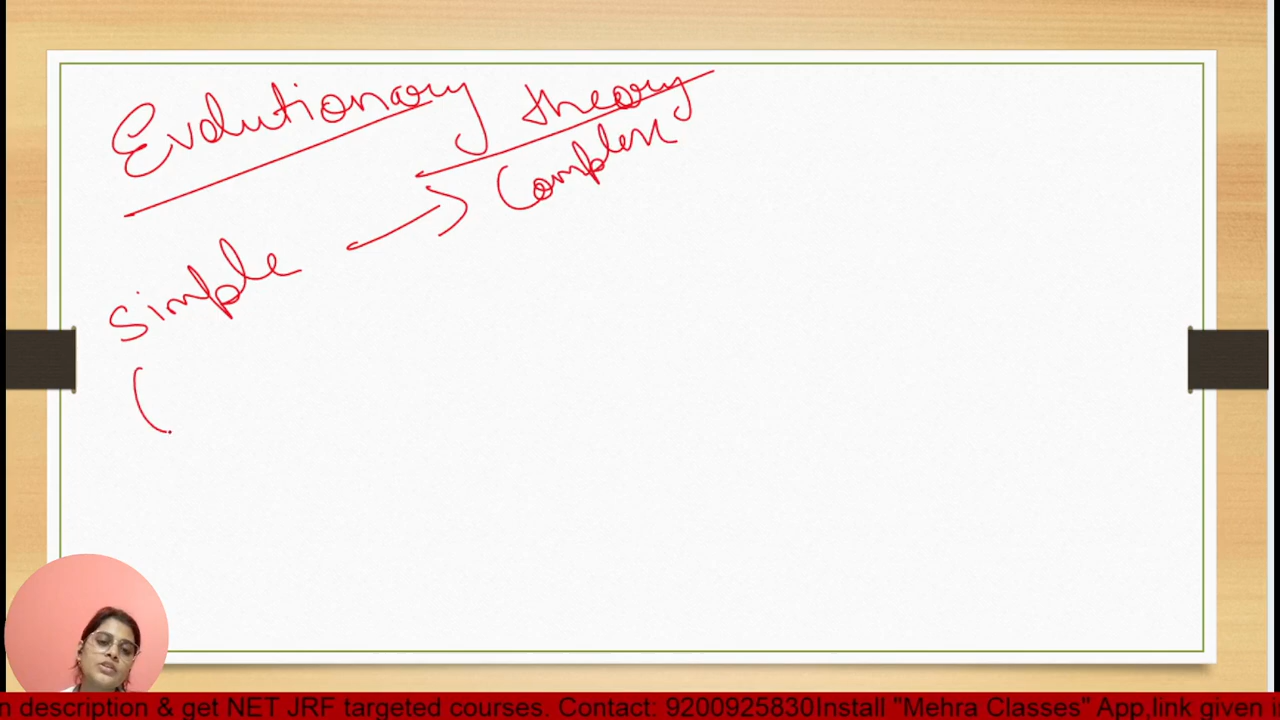 Evolutionary theory
simple → Complex
(
n description & get NET JRF targeted courses. Contact: 9200925830Install "Mehra Classes" App,link given i